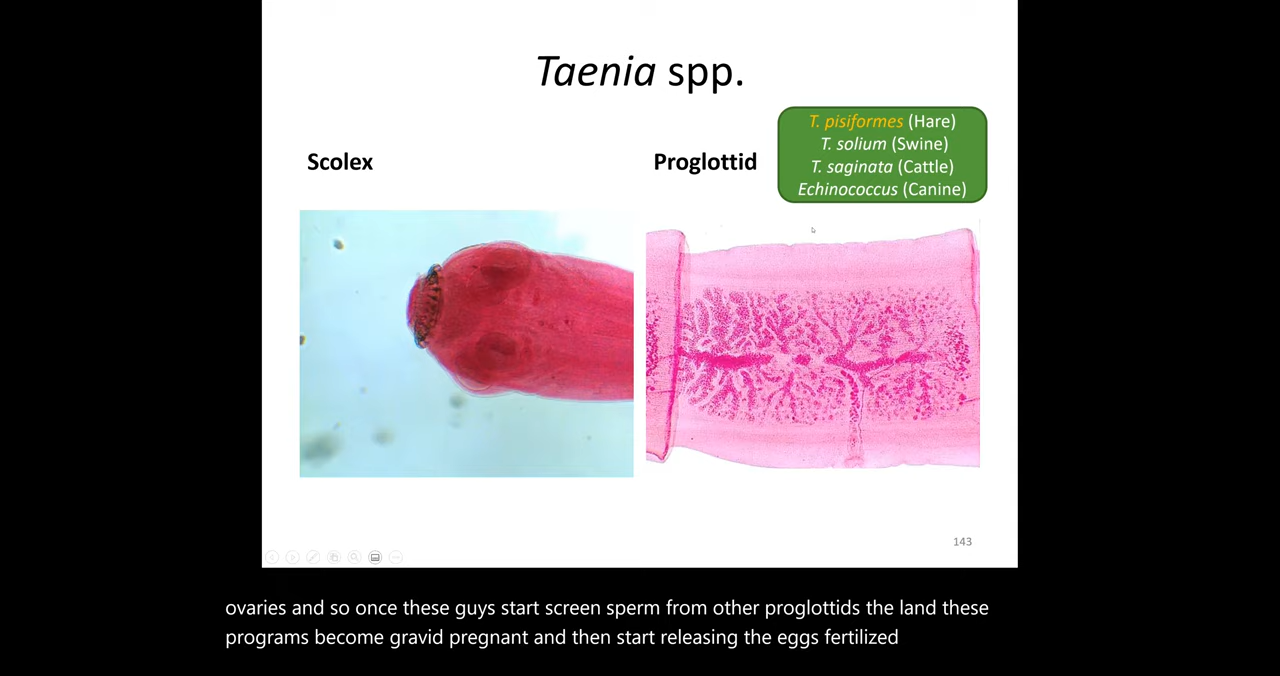 Taenia spp.
T. pisiformes (Hare)
T. solium (Swine)
T. saginata (Cattle)
Echinococcus (Canine)
Scolex
Proglottid
143
ovaries and so once these guys start screen sperm from other proglottids the land these
programs become gravid pregnant and then start releasing the eggs fertilized